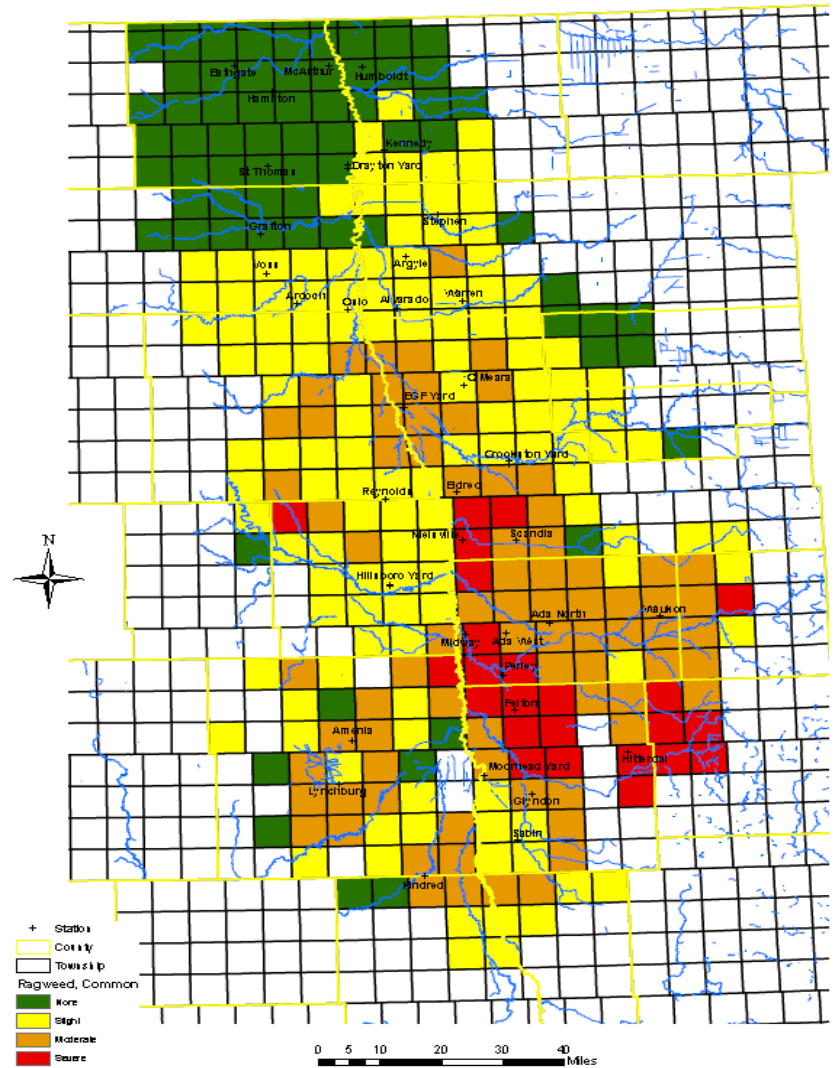 Bathgate
McArthur
Humboldt
Hamilton
Kennedy
St Thomas
Drayton Yard
Stephen
Grafton
Voss
Argyle
Ardoch
Oslo
Alvarado
Warren
O Meara
EGF Yard
Crookston Yard
Eldred
Reynolds
Nielsville
Scandia
Hillsboro Yard
Ada North
Waukon
Midway
Ada West
Perley
Felton
Amenia
Hitterdal
Moorhead Yard
Lynchburg
Glyndon
Sabin
Kindred
N
Station
County
Township
Ragweed, Common
None
Slight
Moderate
Severe
0 5 10 20 30 40
Miles